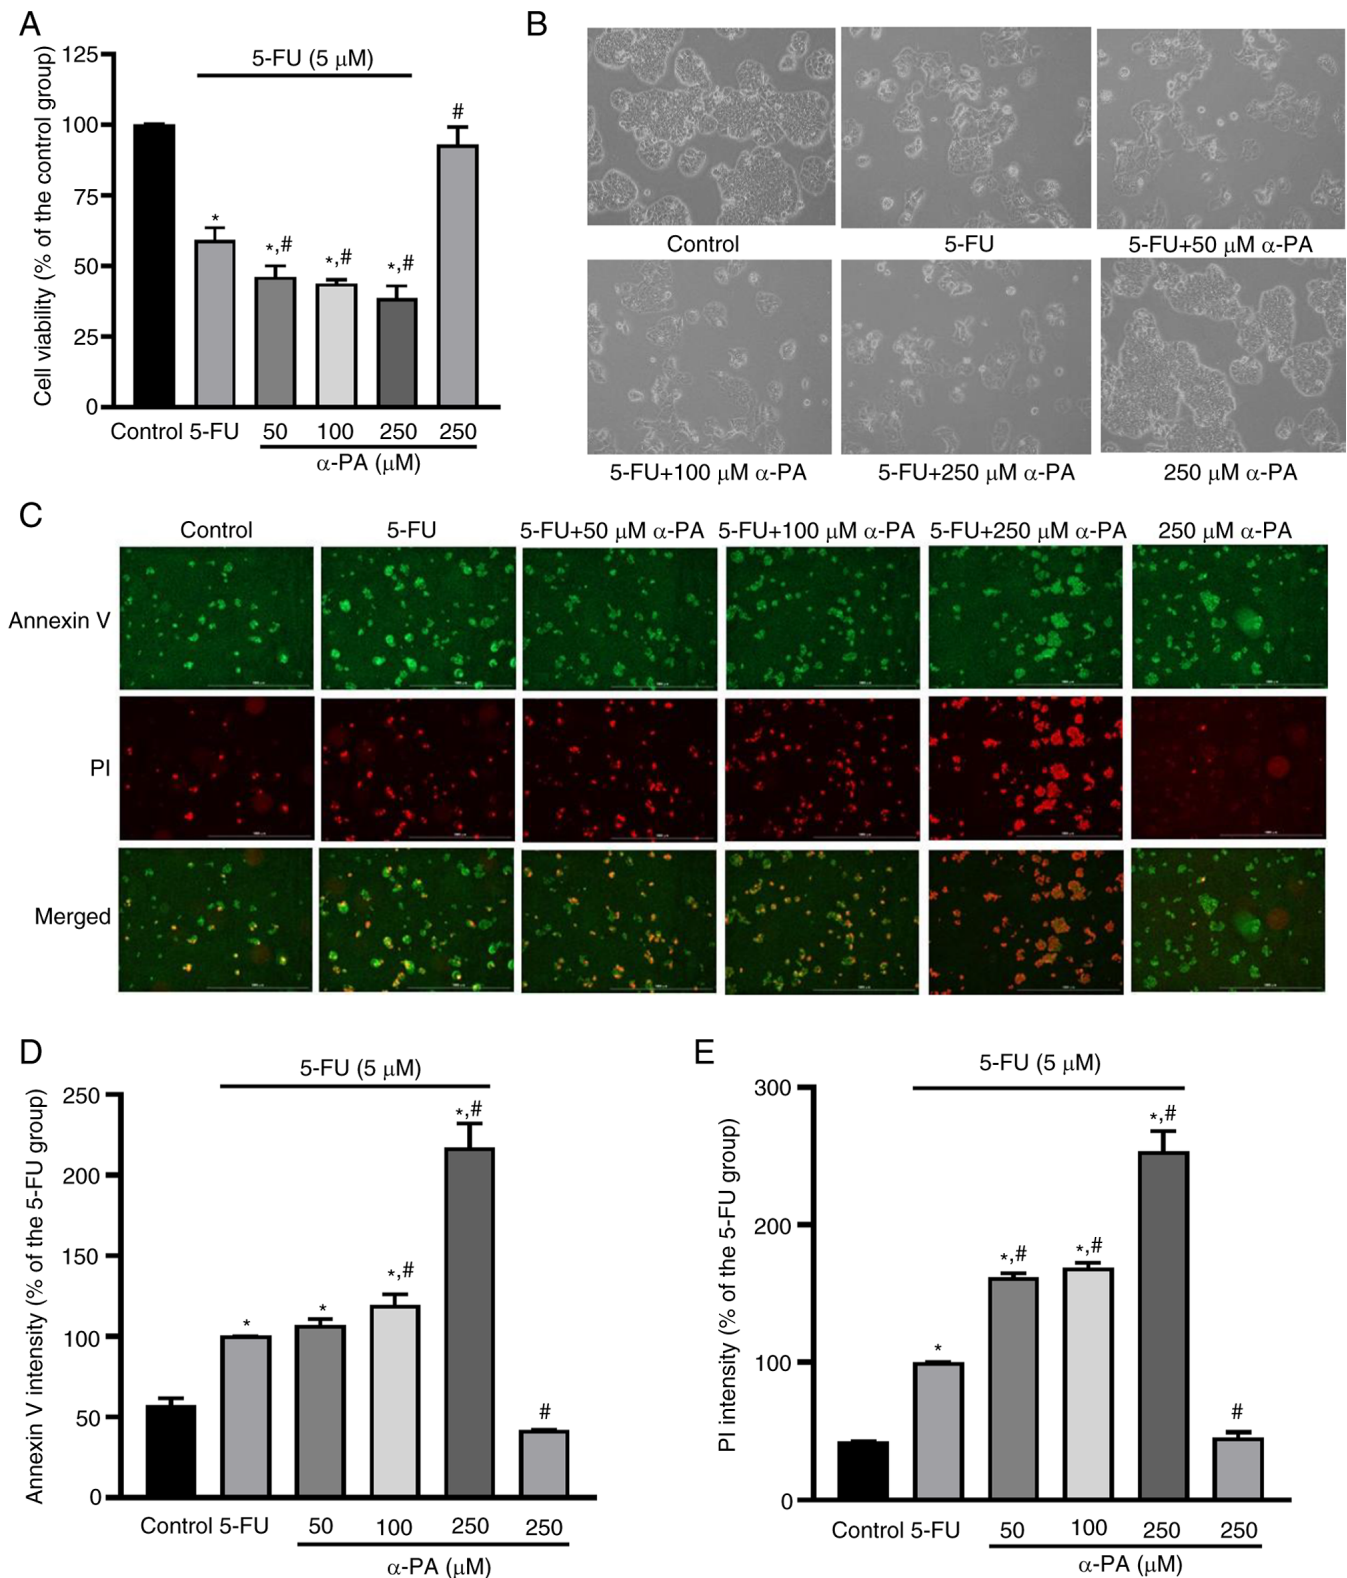 A
Cell viability (% of the control group)
125
100
75
50
25
0
5-FU (5 μM)
*
*,#
*,#
*,#
#
Control 5-FU 50 100 250 250
α-PA (μM)
B
Control 5-FU 5-FU+50 μM α-PA
5-FU+100 μM α-PA 5-FU+250 μM α-PA 250 μM α-PA
C
Control 5-FU 5-FU+50 μM α-PA 5-FU+100 μM α-PA 5-FU+250 μM α-PA 250 μM α-PA
Annexin V
PI
Merged
D
Annexin V intensity (% of the 5-FU group)
250
200
150
100
50
0
5-FU (5 μM)
*
*
*,#
*,#
#
Control 5-FU 50 100 250 250
α-PA (μM)
E
PI intensity (% of the 5-FU group)
300
200
100
0
5-FU (5 μM)
*
*,#
*,#
*,#
#
Control 5-FU 50 100 250 250
α-PA (μM)